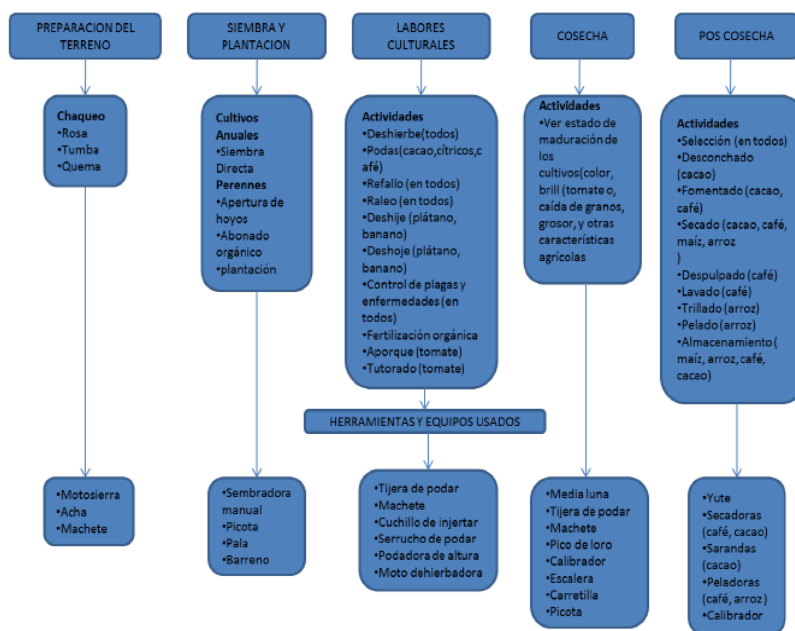 PREPARACION DEL
TERRENO
SIEMBRA Y
PLANTACION
LABORES
CULTURALES
COSECHA
POS COSECHA
Chaqueo
•Rosa
•Tumba
•Quema
Cultivos
Anuales
•Siembra
Directa
Perennes
•Apertura de
hoyos
•Abonado
orgánico
•plantación
Actividades
•Deshierbe(todos)
•Podas(cacao,cítricos,c
afé)
•Refallo (en todos)
•Raleo (en todos)
•Deshije (plátano,
banano)
•Deshoje (plátano,
banano)
•Control de plagas y
enfermedades (en
todos)
•Fertilización orgánica
•Aporque (tomate)
•Tutorado (tomate)
Actividades
•Ver estado de
maduración de
los
cultivos(color,
brill (tomate o,
caída de granos,
grosor, y otras
características
agrícolas
Actividades
•Selección (en todos)
•Desconchado
(cacao)
•Fomentado (cacao,
café)
•Secado (cacao, café,
maíz, arroz
)
•Despulpado (café)
•Lavado (café)
•Trillado (arroz)
•Pelado (arroz)
•Almacenamiento (
maíz, arroz, café,
cacao)
HERRAMIENTAS Y EQUIPOS USADOS
•Motosierra
•Acha
•Machete
•Sembradora
manual
•Picota
•Pala
•Barreno
•Tijera de podar
•Machete
•Cuchillo de injertar
•Serrucho de podar
•Podadora de altura
•Moto dehierbadora
•Media luna
•Tijera de podar
•Machete
•Pico de loro
•Calibrador
•Escalera
•Carretilla
•Picota
•Yute
•Secadoras
(café, cacao)
•Sarandas
(cacao)
•Peladoras
(café, arroz)
•Calibrador